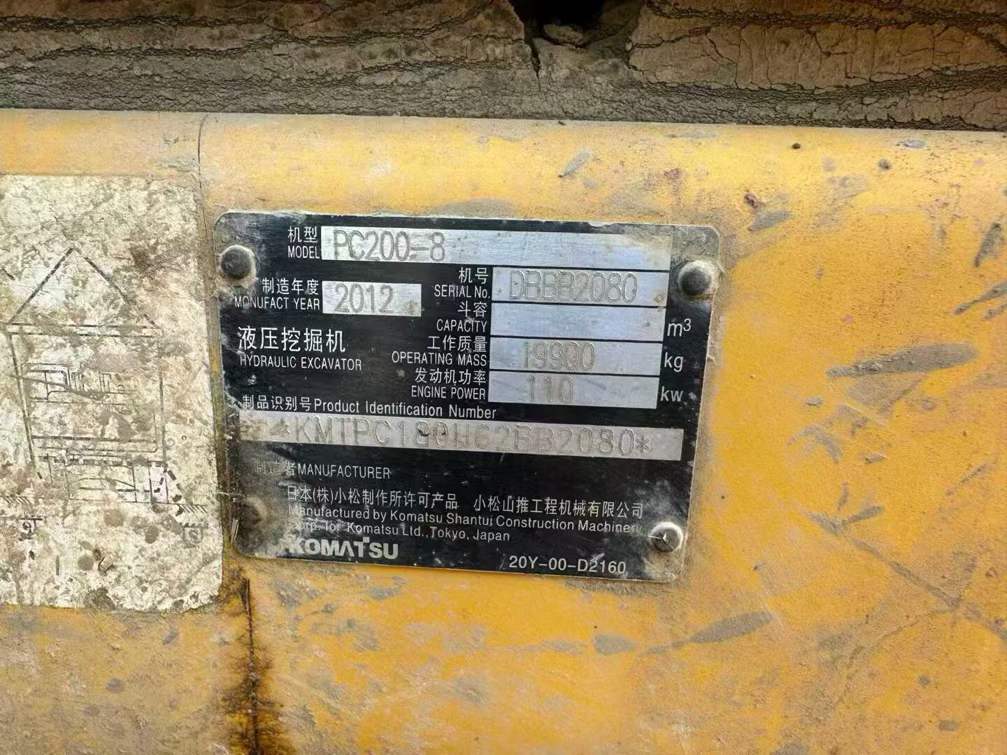 机型 PC200-8
MODEL
制造年度 2012
MANUFACT YEAR
机号 DBBB2080
SERIAL No.
斗容
CAPACITY m³
液压挖掘机
HYDRAULIC EXCAVATOR
工作质量 19900 kg
OPERATING MASS
发动机功率 110 kw
ENGINE POWER
制品识别号 Product Identification Number
制造者 MANUFACTURER
日本(株)小松制作所许可产品 小松山推工程机械有限公司
Manufactured by Komatsu Shantui Construction Machinery
Corp. for Komatsu Ltd., Tokyo, Japan
KOMATSU
20Y-00-D2160